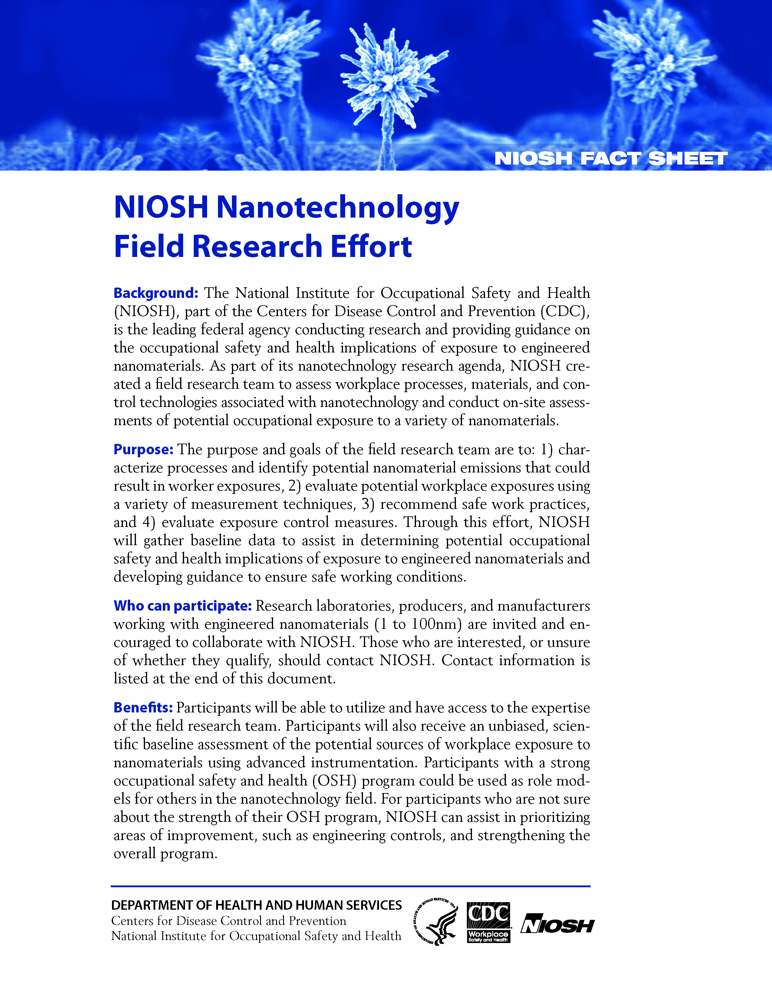 NIOSH FACT SHEET
NIOSH Nanotechnology
Field Research Effort
Background: The National Institute for Occupational Safety and Health
(NIOSH), part of the Centers for Disease Control and Prevention (CDC),
is the leading federal agency conducting research and providing guidance on
the occupational safety and health implications of exposure to engineered
nanomaterials. As part of its nanotechnology research agenda, NIOSH cre-
ated a field research team to assess workplace processes, materials, and con-
trol technologies associated with nanotechnology and conduct on-site assess-
ments of potential occupational exposure to a variety of nanomaterials.
Purpose: The purpose and goals of the field research team are to: 1) char-
acterize processes and identify potential nanomaterial emissions that could
result in worker exposures, 2) evaluate potential workplace exposures using
a variety of measurement techniques, 3) recommend safe work practices,
and 4) evaluate exposure control measures. Through this effort, NIOSH
will gather baseline data to assist in determining potential occupational
safety and health implications of exposure to engineered nanomaterials and
developing guidance to ensure safe working conditions.
Who can participate: Research laboratories, producers, and manufacturers
working with engineered nanomaterials (1 to 100nm) are invited and en-
couraged to collaborate with NIOSH. Those who are interested, or unsure
of whether they qualify, should contact NIOSH. Contact information is
listed at the end of this document.
Benefits: Participants will be able to utilize and have access to the expertise
of the field research team. Participants will also receive an unbiased, scien-
tific baseline assessment of the potential sources of workplace exposure to
nanomaterials using advanced instrumentation. Participants with a strong
occupational safety and health (OSH) program could be used as role mod-
els for others in the nanotechnology field. For participants who are not sure
about the strength of their OSH program, NIOSH can assist in prioritizing
areas of improvement, such as engineering controls, and strengthening the
overall program.
DEPARTMENT OF HEALTH AND HUMAN SERVICES
Centers for Disease Control and Prevention
National Institute for Occupational Safety and Health
DEPARTMENT OF HEALTH AND HUMAN SERVICES • USA
CDC
Workplace
Safety and Health
NIOSH